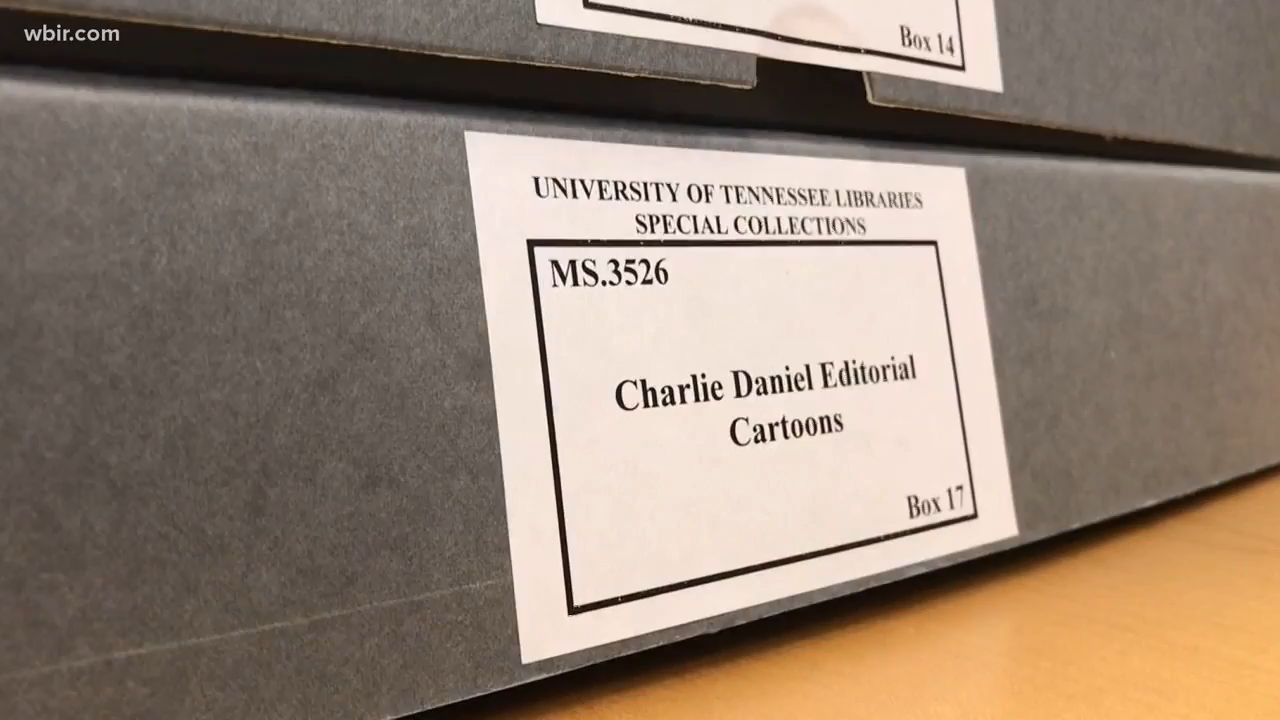 wbir.com
Box 14
UNIVERSITY OF TENNESSEE LIBRARIES
SPECIAL COLLECTIONS
MS.3526
Charlie Daniel Editorial
Cartoons
Box 17